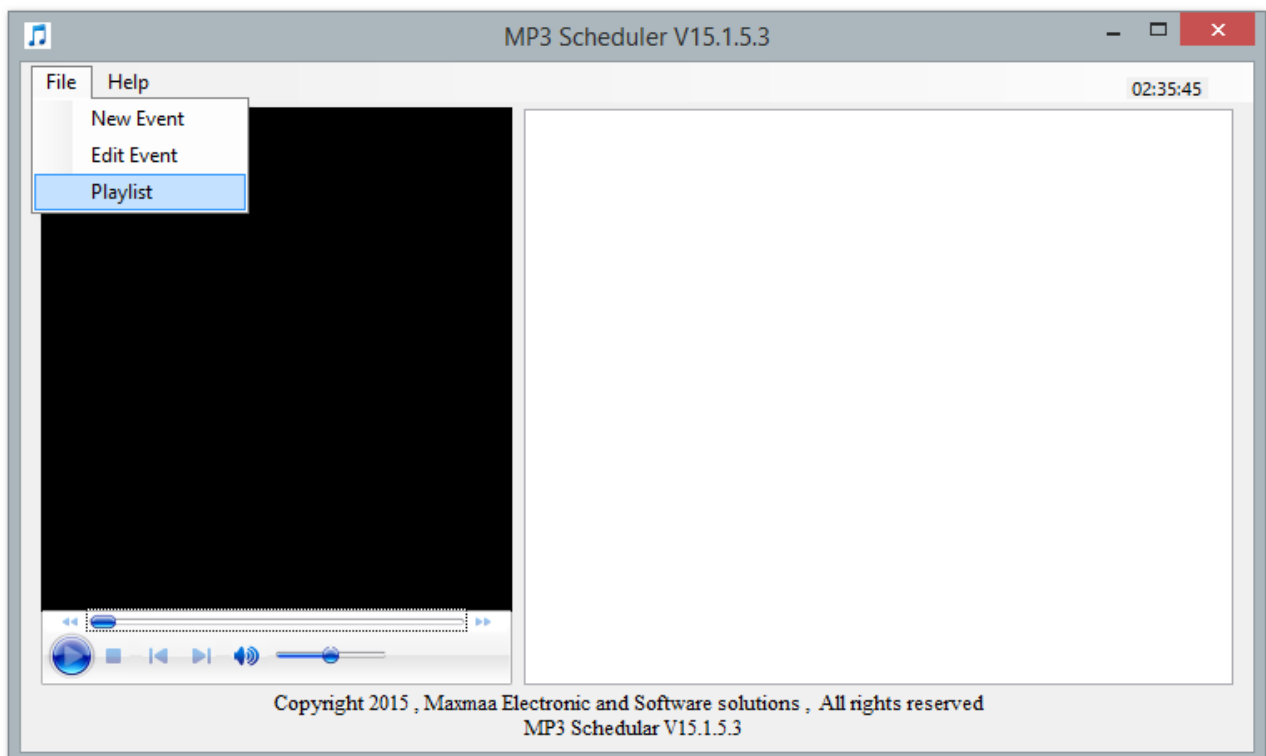 MP3 Scheduler V15.1.5.3
File Help
02:35:45
New Event
Edit Event
Playlist
Copyright 2015 , Maxmaa Electronic and Software solutions , All rights reserved
MP3 Schedular V15.1.5.3